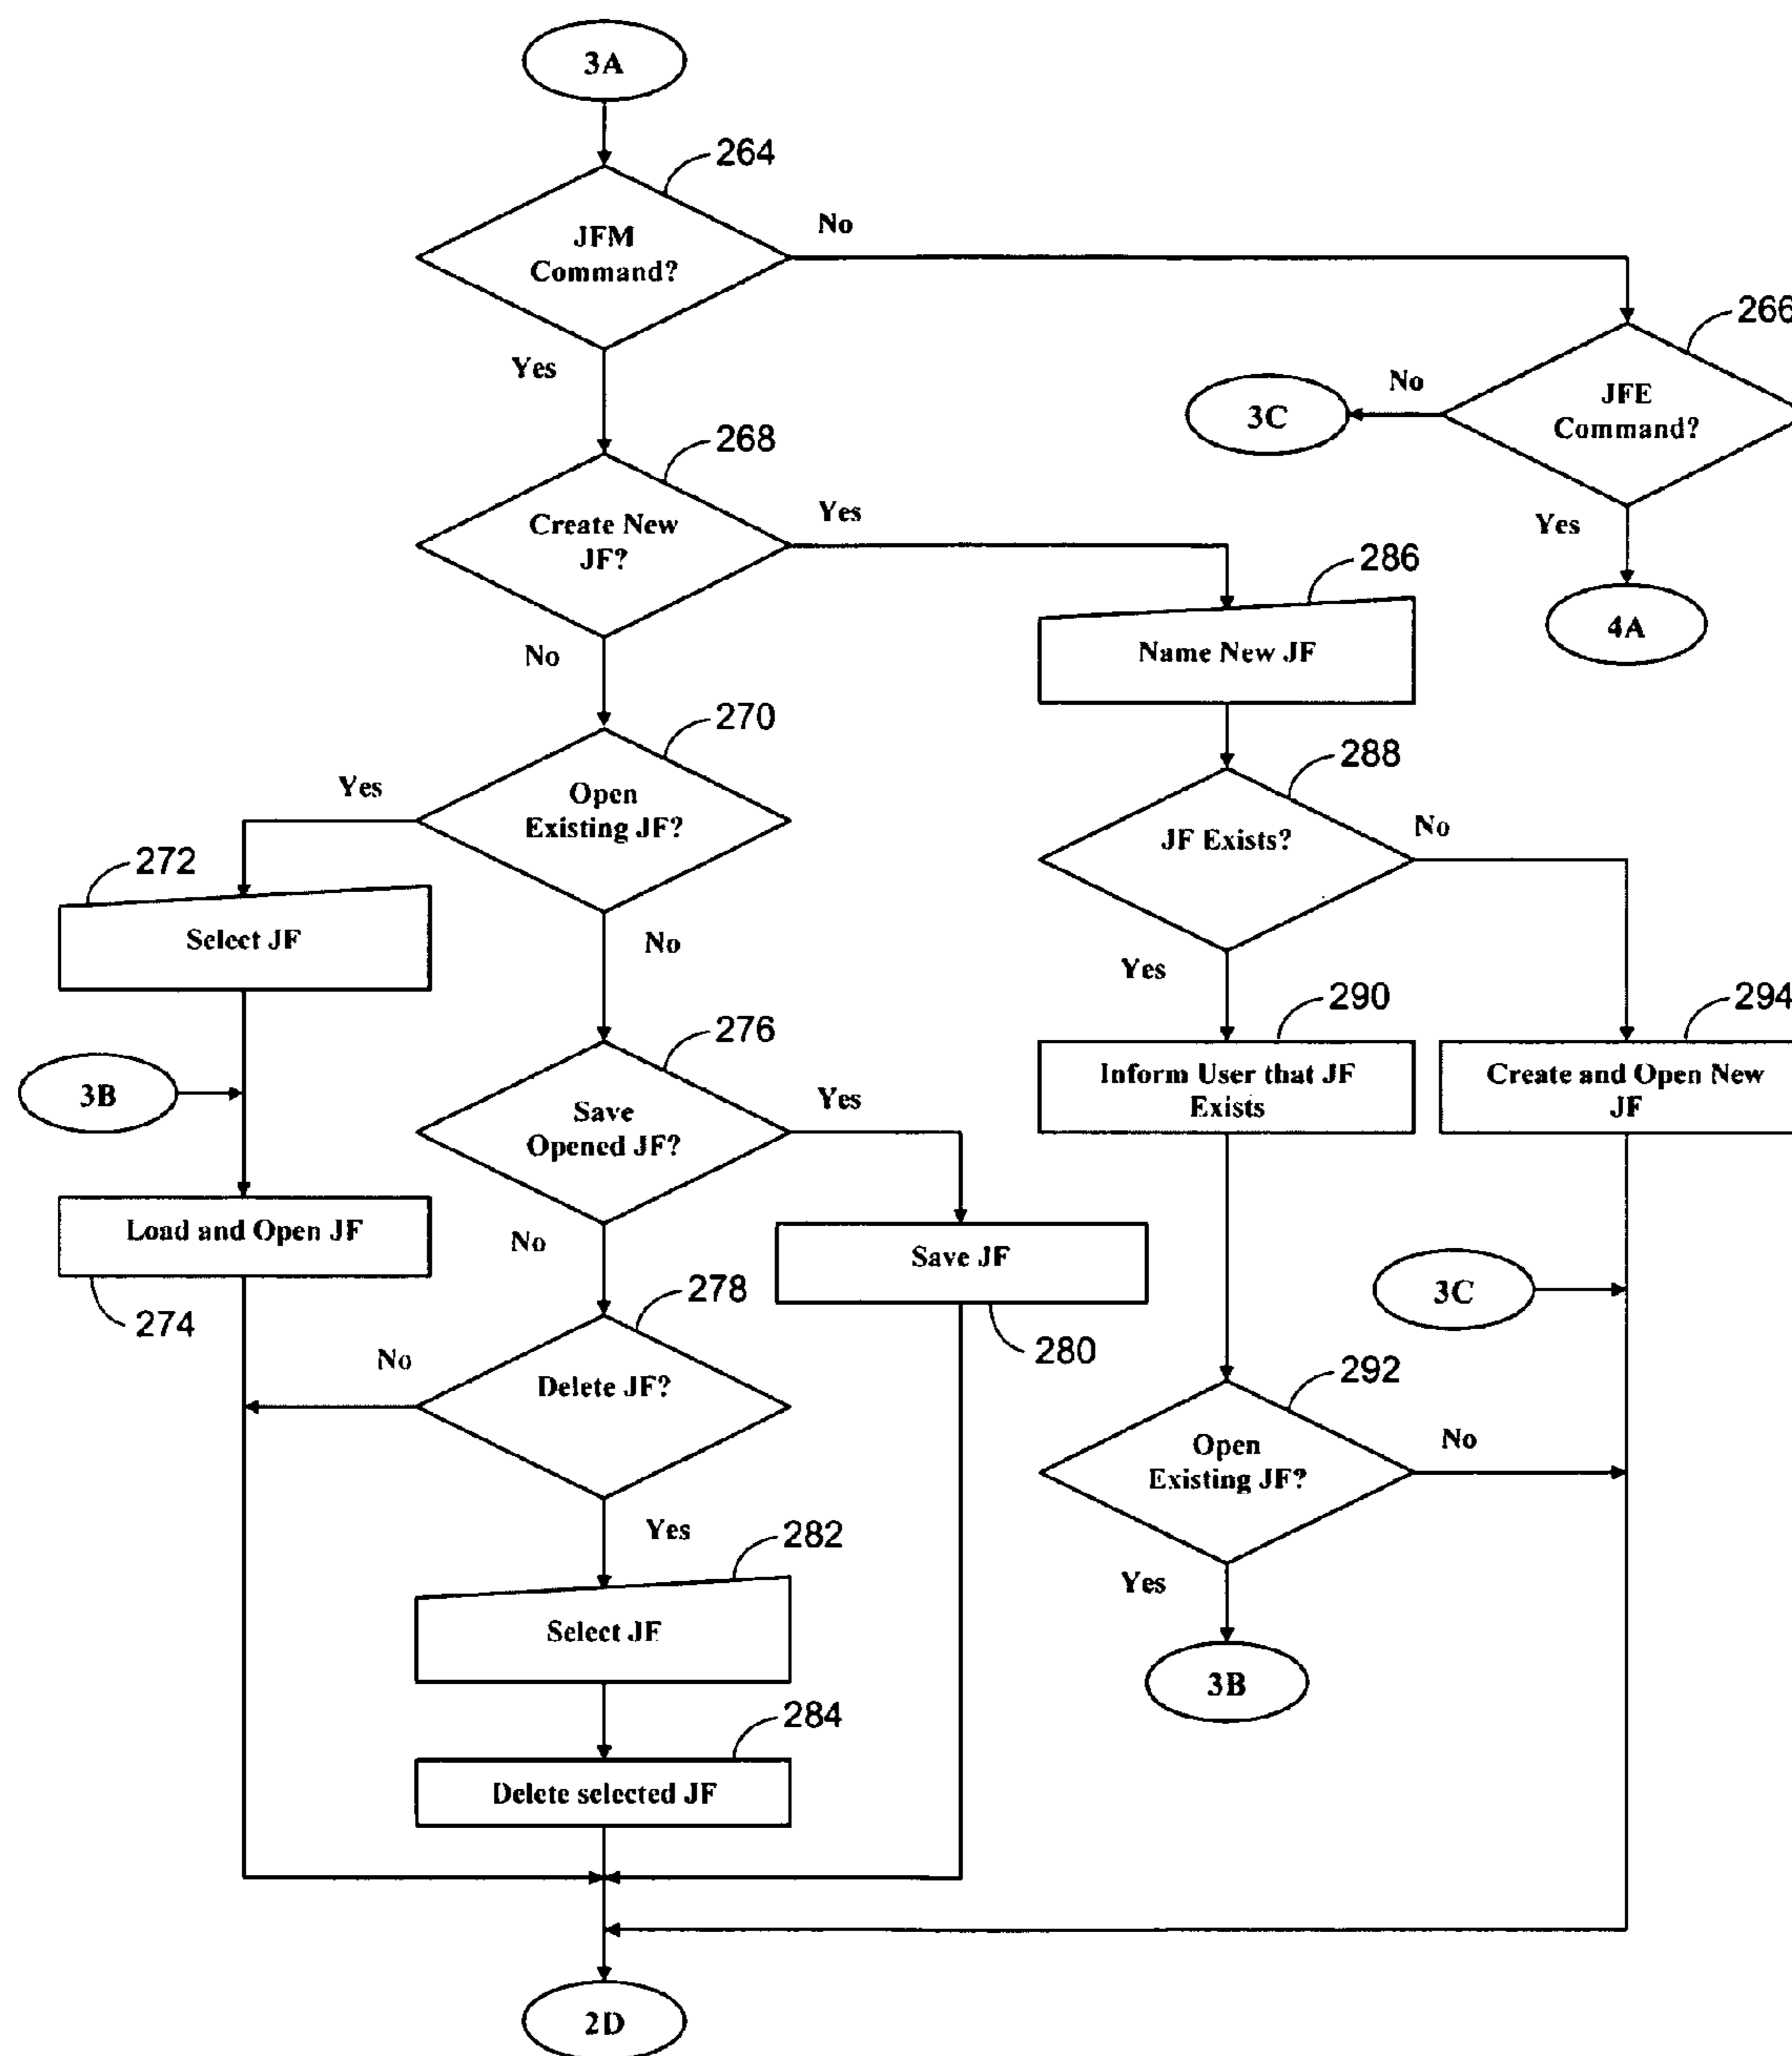 3A
264
JFM
Command?
No
266
JFE
Command?
No
3C
Yes
4A
Yes
268
Create New
JF?
Yes
286
Name New JF
No
270
Open
Existing JF?
Yes
272
Select JF
288
JF Exists?
No
Yes
No
276
Save
Opened JF?
Yes
290
Inform User that JF
Exists
294
Create and Open New
JF
3B
Load and Open JF
274
No
Save JF
280
278
Delete JF?
No
3C
292
Open
Existing JF?
No
Yes
282
Select JF
Yes
3B
284
Delete selected JF
2D